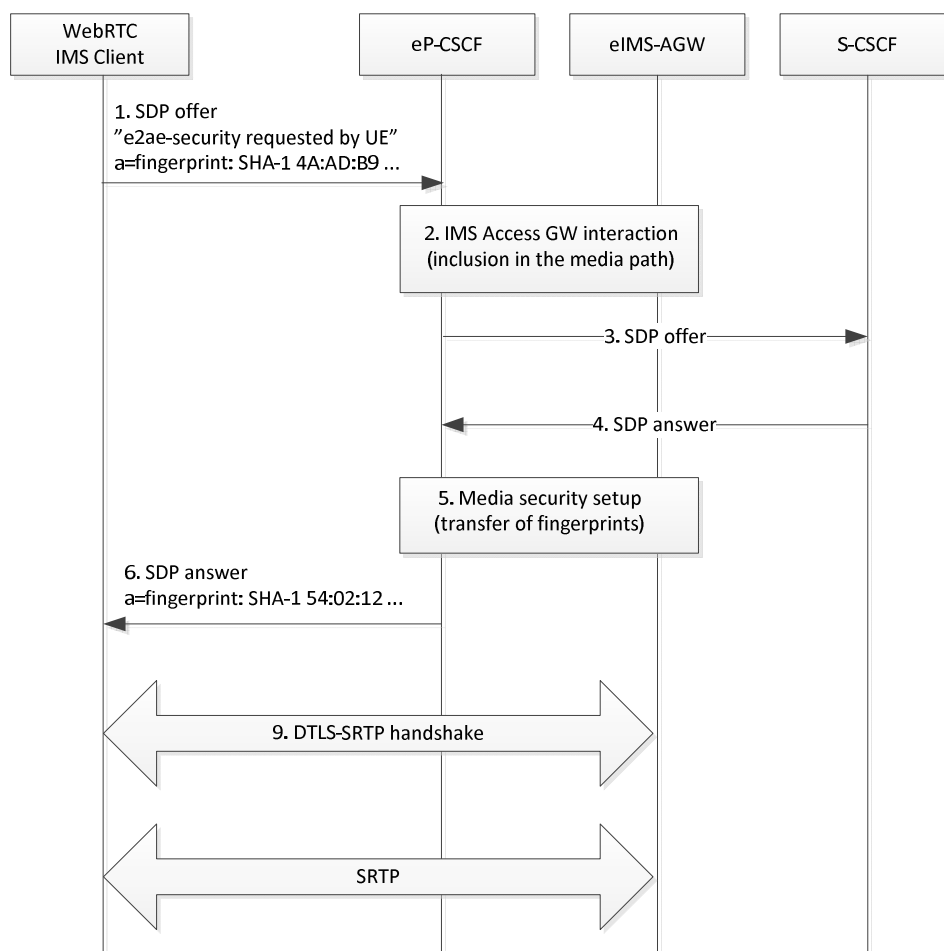 WebRTC
IMS Client
eP-CSCF
eIMS-AGW
S-CSCF
1. SDP offer
”e2ae-security requested by UE”
a=fingerprint: SHA-1 4A:AD:B9 ...
2. IMS Access GW interaction
(inclusion in the media path)
3. SDP offer
4. SDP answer
5. Media security setup
(transfer of fingerprints)
6. SDP answer
a=fingerprint: SHA-1 54:02:12 ...
9. DTLS-SRTP handshake
SRTP